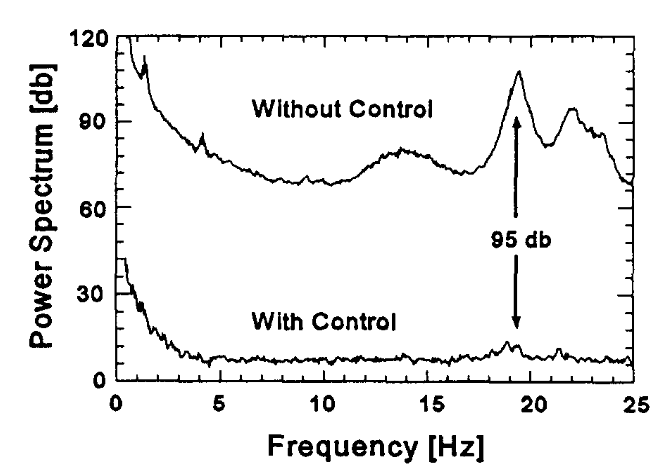 120
90
60
30
0
Power Spectrum [db]
Without Control
95 db
With Control
0 5 10 15 20 25
Frequency [Hz]